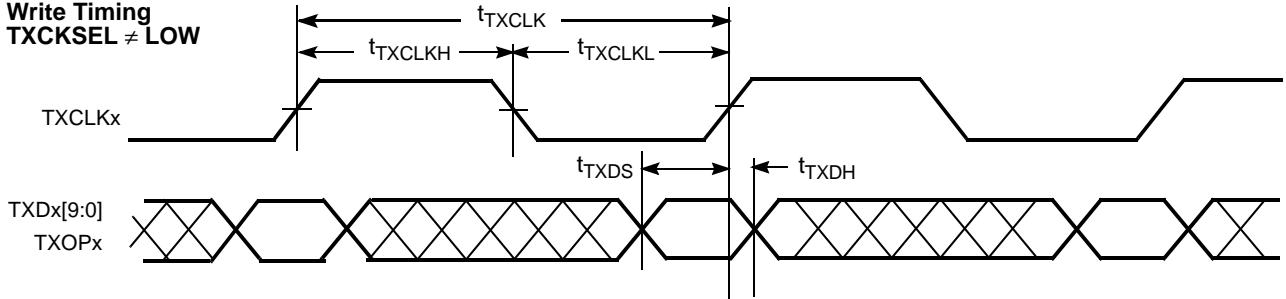 Write Timing
TXCKSEL ≠ LOW
tTXCLK
tTXCLKH
tTXCLKL
TXCLKx
tTXDS
tTXDH
TXDx[9:0]
TXOPx